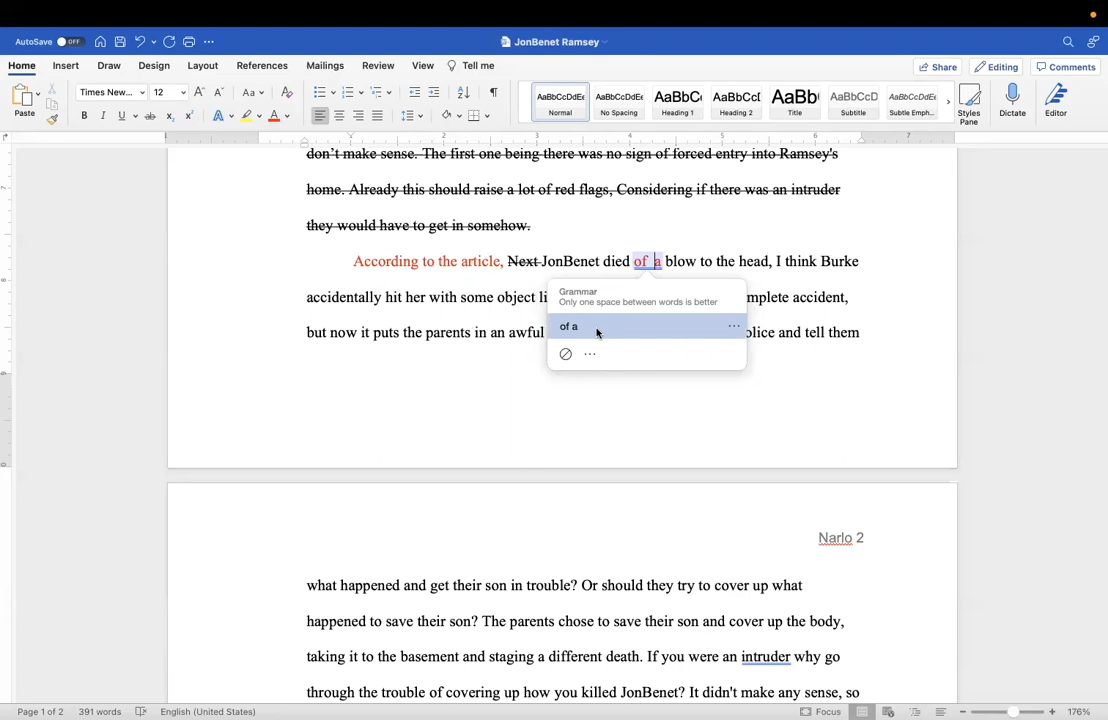 AutoSave OFF JonBenet Ramsey
Home Insert Draw Design Layout References Mailings Review View Tell me Share Editing Comments
Paste Times New... 12 Aa
AaBbCcDdEe AaBbCcDdEe AaBbC AaBbCcD AaBb( AaBbCcD AaBbCcDdEe
Normal No Spacing Heading 1 Heading 2 Title Subtitle Subtle Emph... Styles Pane Dictate Editor
1 2 3 4 5 6 7
don't make sense. The first one being there was no sign of forced entry into Ramsey's
home. Already this should raise a lot of red flags, Considering if there was an intruder
they would have to get in somehow.
According to the article, Next JonBenet died of a blow to the head, I think Burke
accidentally hit her with some object li mplete accident,
but now it puts the parents in an awful olice and tell them
Grammar
Only one space between words is better
of a
Narlo 2
what happened and get their son in trouble? Or should they try to cover up what
happened to save their son? The parents chose to save their son and cover up the body,
taking it to the basement and staging a different death. If you were an intruder why go
through the trouble of covering up how you killed JonBenet? It didn't make any sense, so
Page 1 of 2 391 words English (United States) Focus 176%